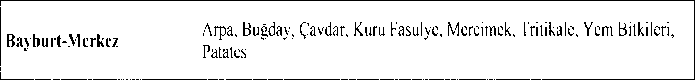 Bayburt-Merkez
Arpa, Buğday, Çavdar, Kuru Fasulye, Mercimek, Tritikale, Yem Bitkileri,
Patates